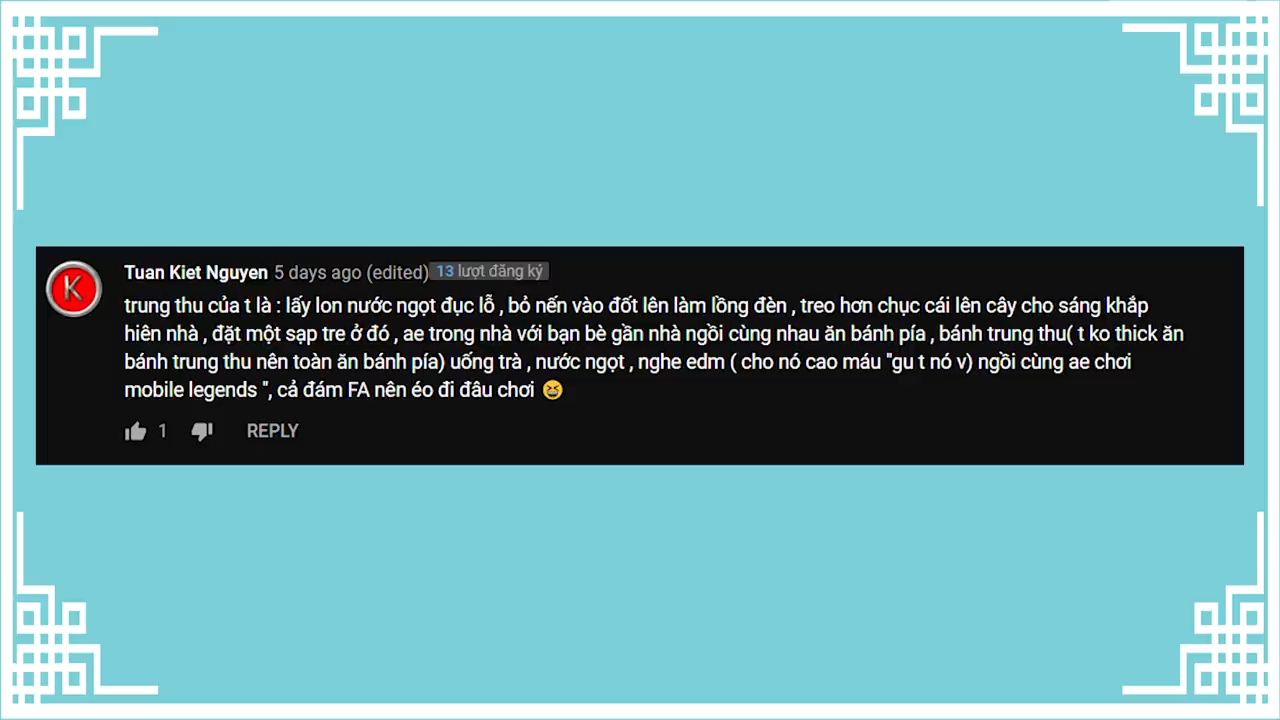 K
Tuan Kiet Nguyen 5 days ago (edited) 13 lượt đăng ký
trung thu của t là : lấy lon nước ngọt đục lỗ , bỏ nến vào đốt lên làm lồng đèn , treo hơn chục cái lên cây cho sáng khắp
hiên nhà , đặt một sạp tre ở đó , ae trong nhà với bạn bè gần nhà ngồi cùng nhau ăn bánh pía , bánh trung thu( t ko thick ăn
bánh trung thu nên toàn ăn bánh pía) uống trà , nước ngọt , nghe edm ( cho nó cao máu "gu t nó v) ngồi cùng ae chơi
mobile legends ", cả đám FA nên éo đi đâu chơi 😆
1 REPLY